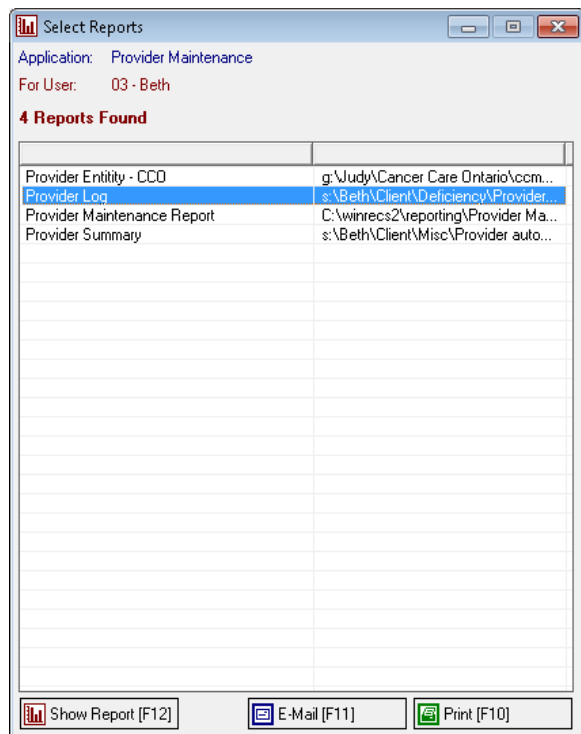 Select Reports
Application: Provider Maintenance
For User: 03 - Beth
4 Reports Found
Provider Entitity - CCO g:\Judy\Cancer Care Ontario\ccm...
Provider Log s:\Beth\Client\Deficiency\Provider...
Provider Maintenance Report C:\winrecs2\reporting\Provider Ma...
Provider Summary s:\Beth\Client\Misc\Provider auto...
Show Report [F12] E-Mail [F11] Print [F10]